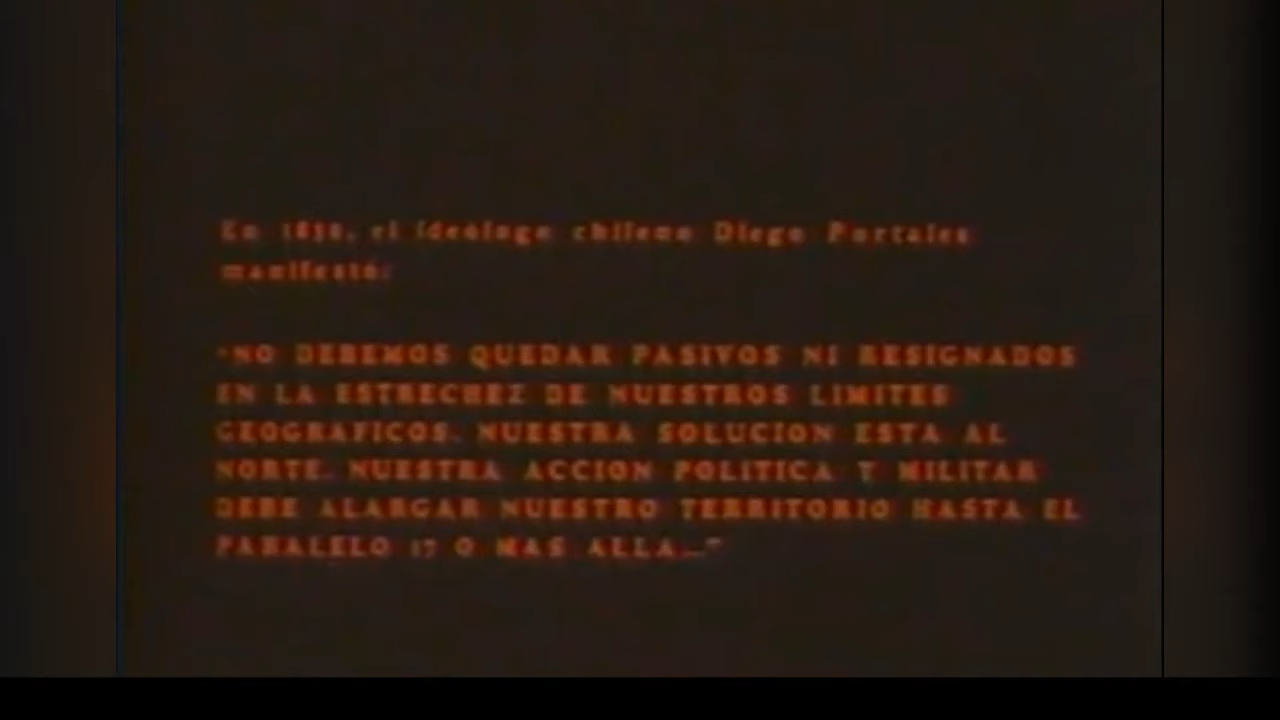 En el ideólogo chileno Diego Portales
manifestó:
"NO DEBEMOS QUEDAR PASIVOS NI RESIGNADOS
EN LA ESTRECHEZ DE NUESTROS LIMITES
GEOGRAFICOS. NUESTRA SOLUCION ESTA AL
NORTE. NUESTRA ACCION POLITICA Y MILITAR
DEBE ALARGAR NUESTRO TERRITORIO HASTA EL
PARALELO 17 O MAS ALLA..."